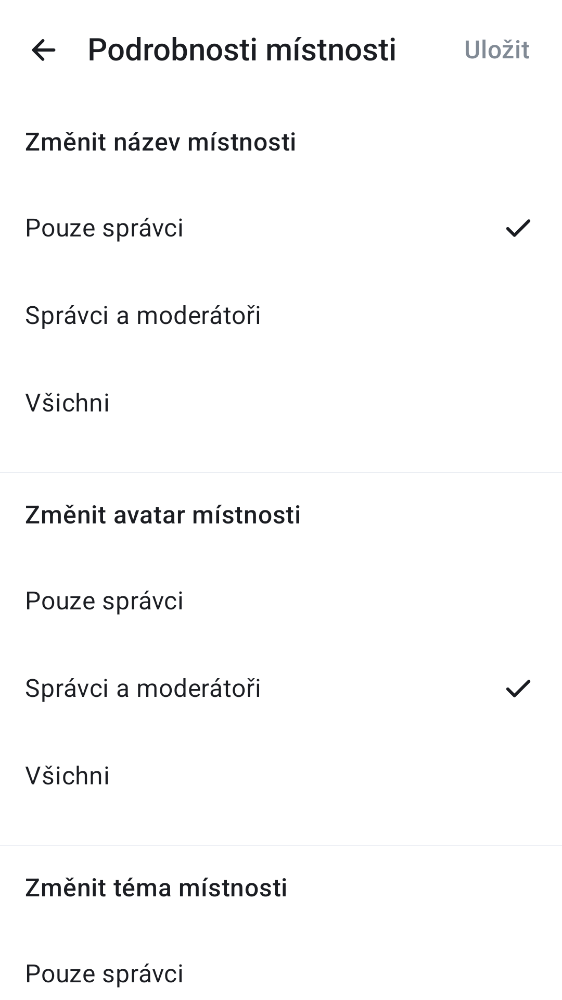 Podrobnosti místnosti
Uložit
Změnit název místnosti
Pouze správci
Správci a moderátoři
Všichni
Změnit avatar místnosti
Pouze správci
Správci a moderátoři
Všichni
Změnit téma místnosti
Pouze správci